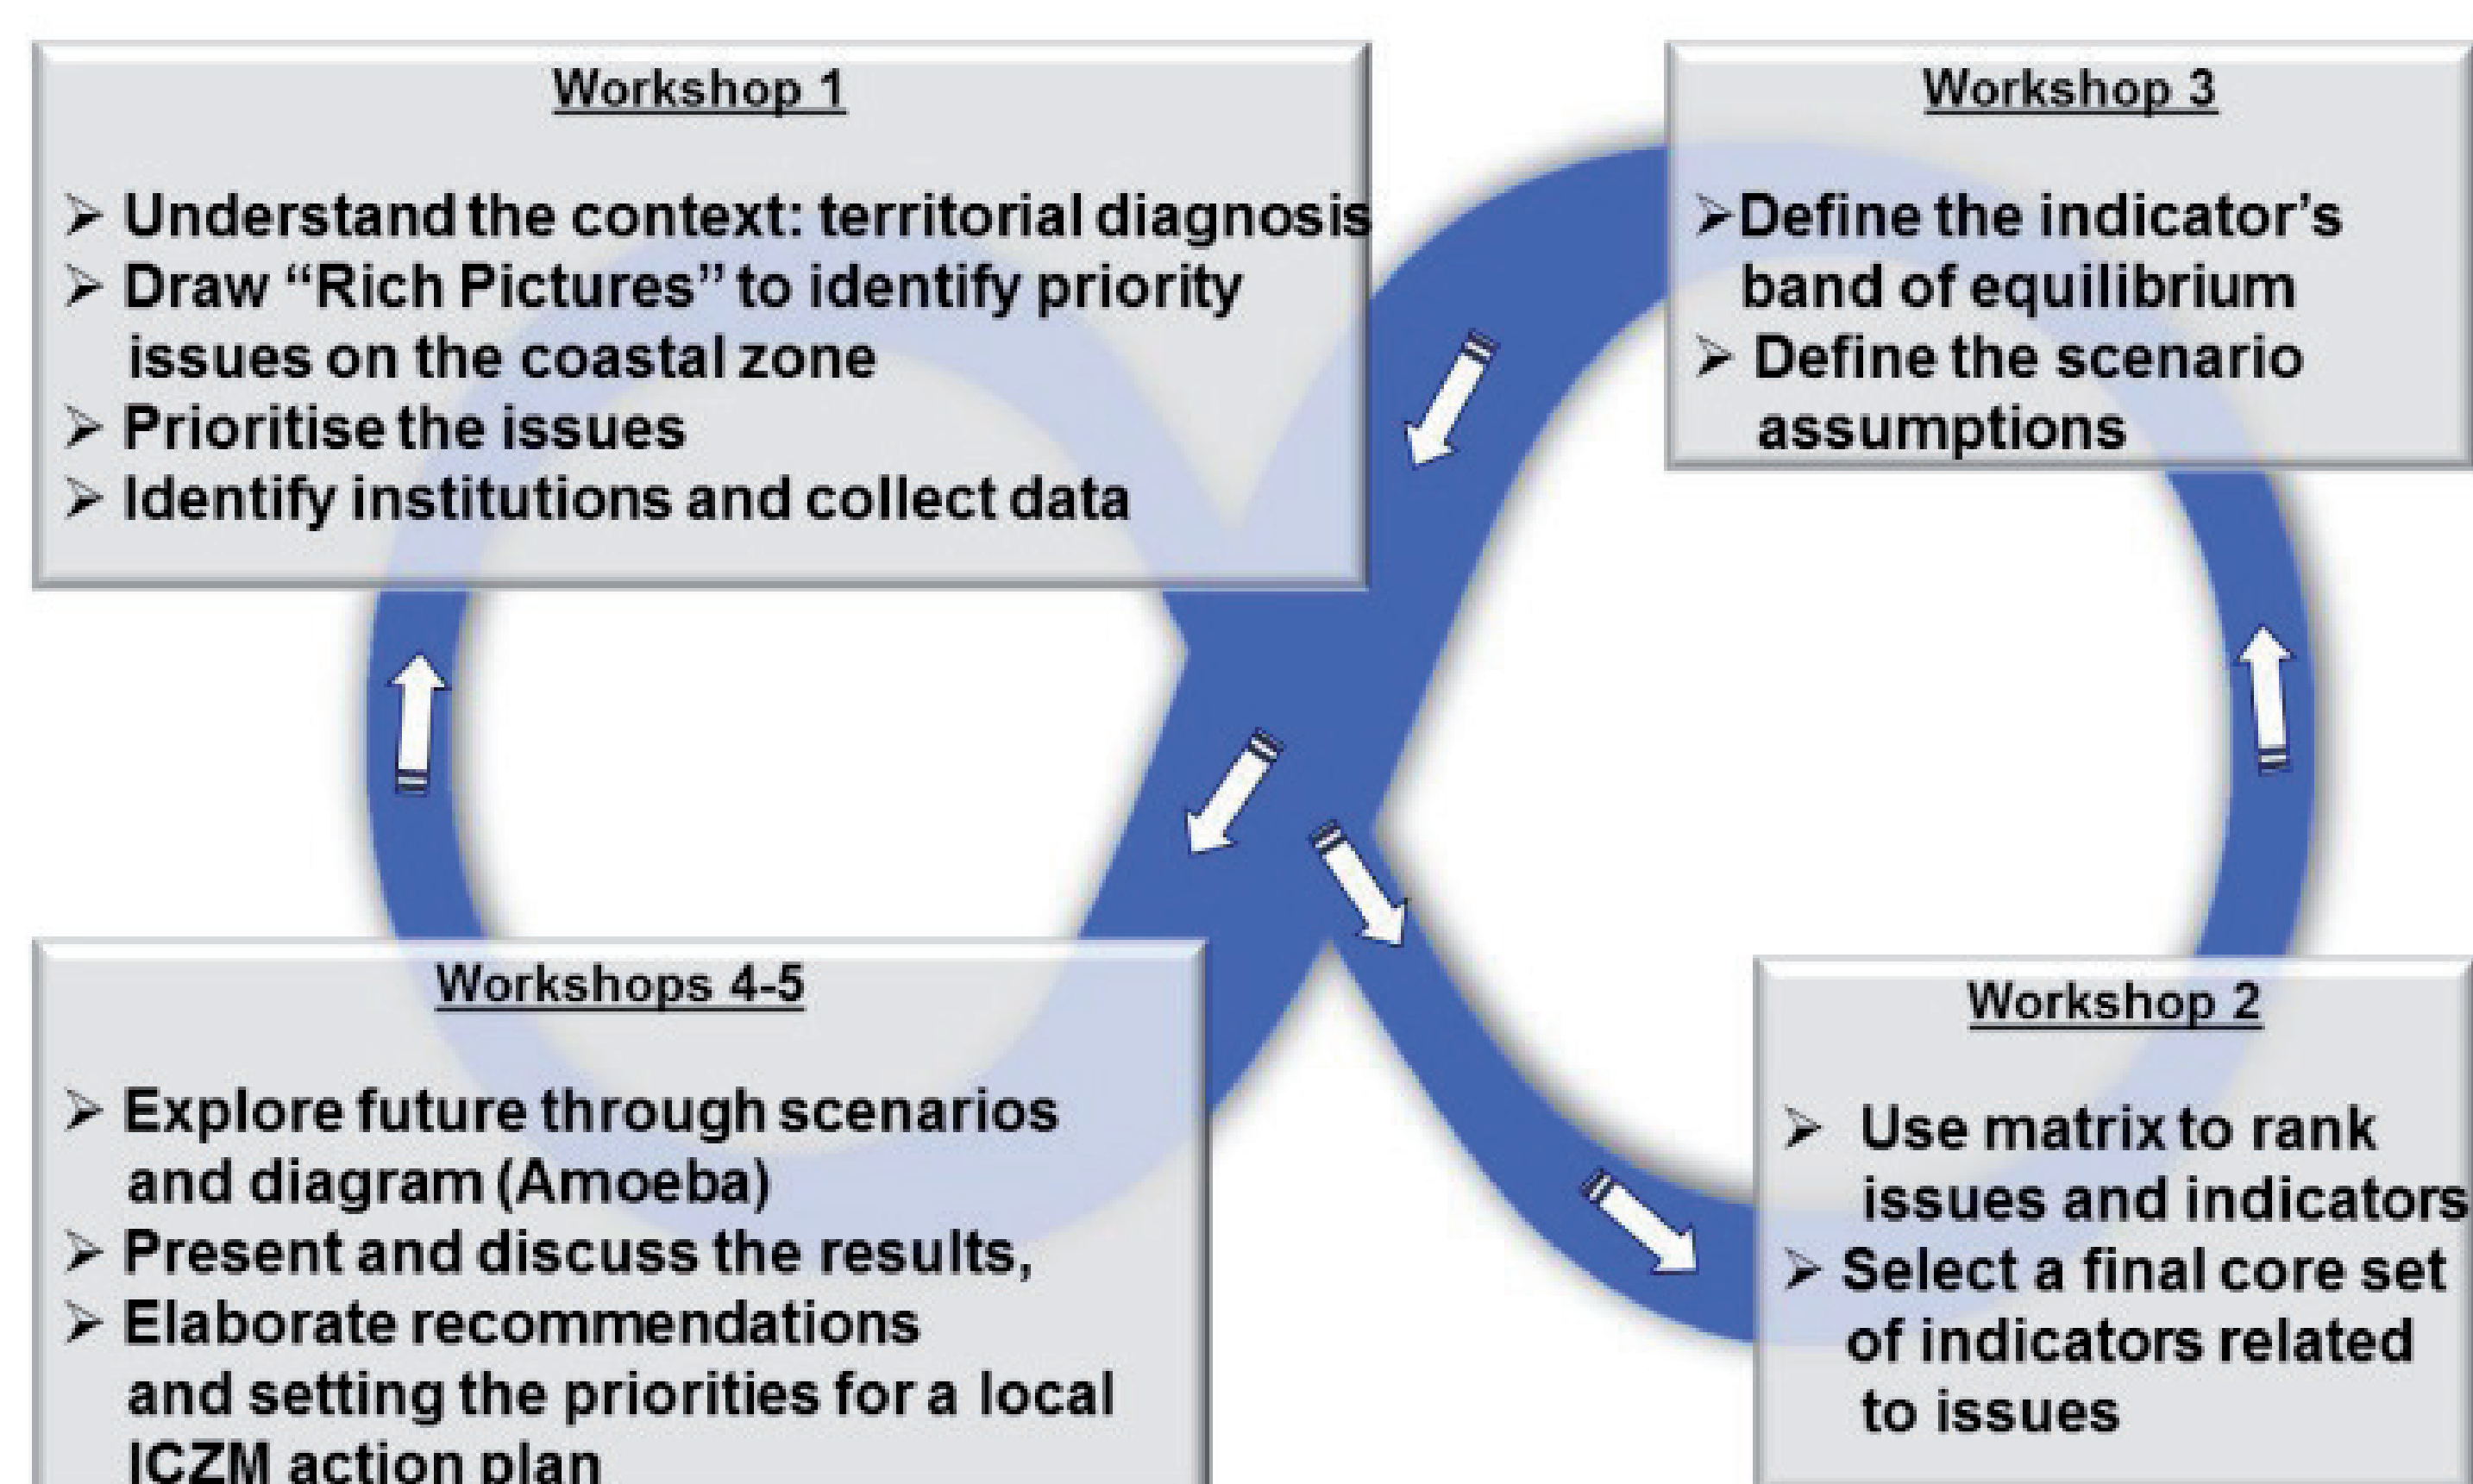 Workshop 1
➢ Understand the context: territorial diagnosis
➢ Draw “Rich Pictures” to identify priority
issues on the coastal zone
➢ Prioritise the issues
➢ Identify institutions and collect data
Workshop 3
➢ Define the indicator’s
band of equilibrium
➢ Define the scenario
assumptions
Workshops 4-5
➢ Explore future through scenarios
and diagram (Amoeba)
➢ Present and discuss the results,
➢ Elaborate recommendations
and setting the priorities for a local
ICZM action plan
Workshop 2
➢ Use matrix to rank
issues and indicators
➢ Select a final core set
of indicators related
to issues